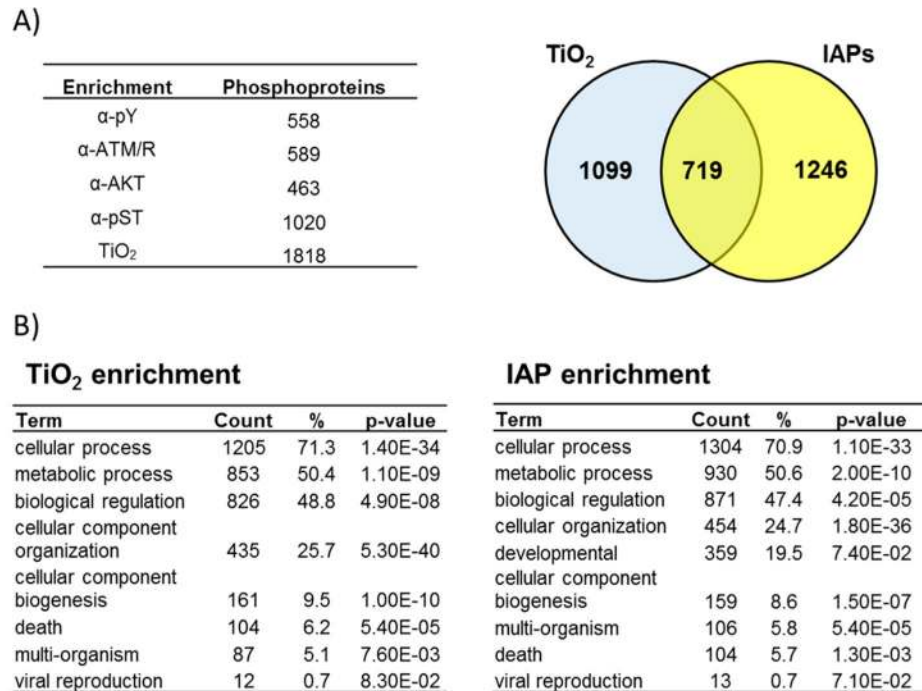 A)
Enrichment Phosphoproteins
α-pY 558
α-ATM/R 589
α-AKT 463
α-pST 1020
TiO₂ 1818
TiO₂ IAPs
1099 719 1246
B)
TiO₂ enrichment
Term Count % p-value
cellular process 1205 71.3 1.40E-34
metabolic process 853 50.4 1.10E-09
biological regulation 826 48.8 4.90E-08
cellular component
organization 435 25.7 5.30E-40
cellular component
biogenesis 161 9.5 1.00E-10
death 104 6.2 5.40E-05
multi-organism 87 5.1 7.60E-03
viral reproduction 12 0.7 8.30E-02
IAP enrichment
Term Count % p-value
cellular process 1304 70.9 1.10E-33
metabolic process 930 50.6 2.00E-10
biological regulation 871 47.4 4.20E-05
cellular organization 454 24.7 1.80E-36
developmental 359 19.5 7.40E-02
cellular component
biogenesis 159 8.6 1.50E-07
multi-organism 106 5.8 5.40E-05
death 104 5.7 1.30E-03
viral reproduction 13 0.7 7.10E-02